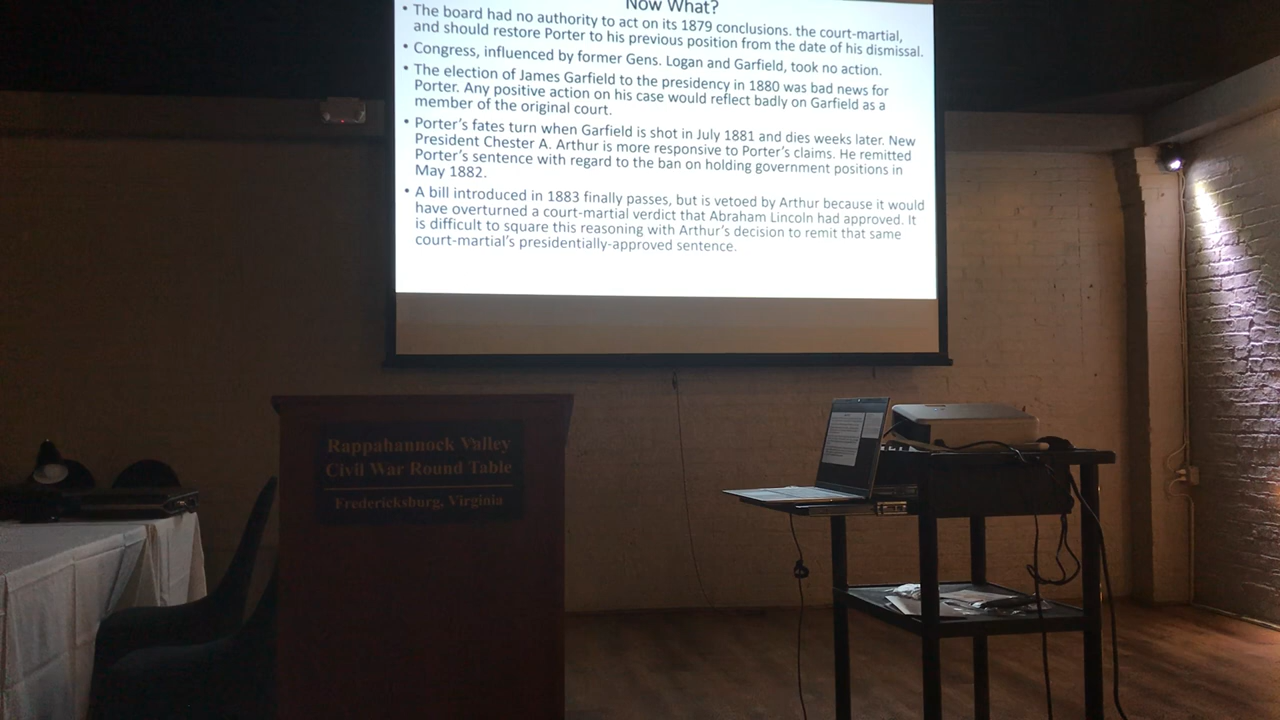 Now What?
• The board had no authority to act on its 1879 conclusions. the court-martial,
and should restore Porter to his previous position from the date of his dismissal.
• Congress, influenced by former Gens. Logan and Garfield, took no action.
• The election of James Garfield to the presidency in 1880 was bad news for
Porter. Any positive action on his case would reflect badly on Garfield as a
member of the original court.
• Porter's fates turn when Garfield is shot in July 1881 and dies weeks later. New
President Chester A. Arthur is more responsive to Porter's claims. He remitted
Porter's sentence with regard to the ban on holding government positions in
May 1882.
• A bill introduced in 1883 finally passes, but is vetoed by Arthur because it would
have overturned a court-martial verdict that Abraham Lincoln had approved. It
is difficult to square this reasoning with Arthur's decision to remit that same
court-martial's presidentially-approved sentence.
Rappahannock Valley
Civil War Round Table
Fredericksburg, Virginia